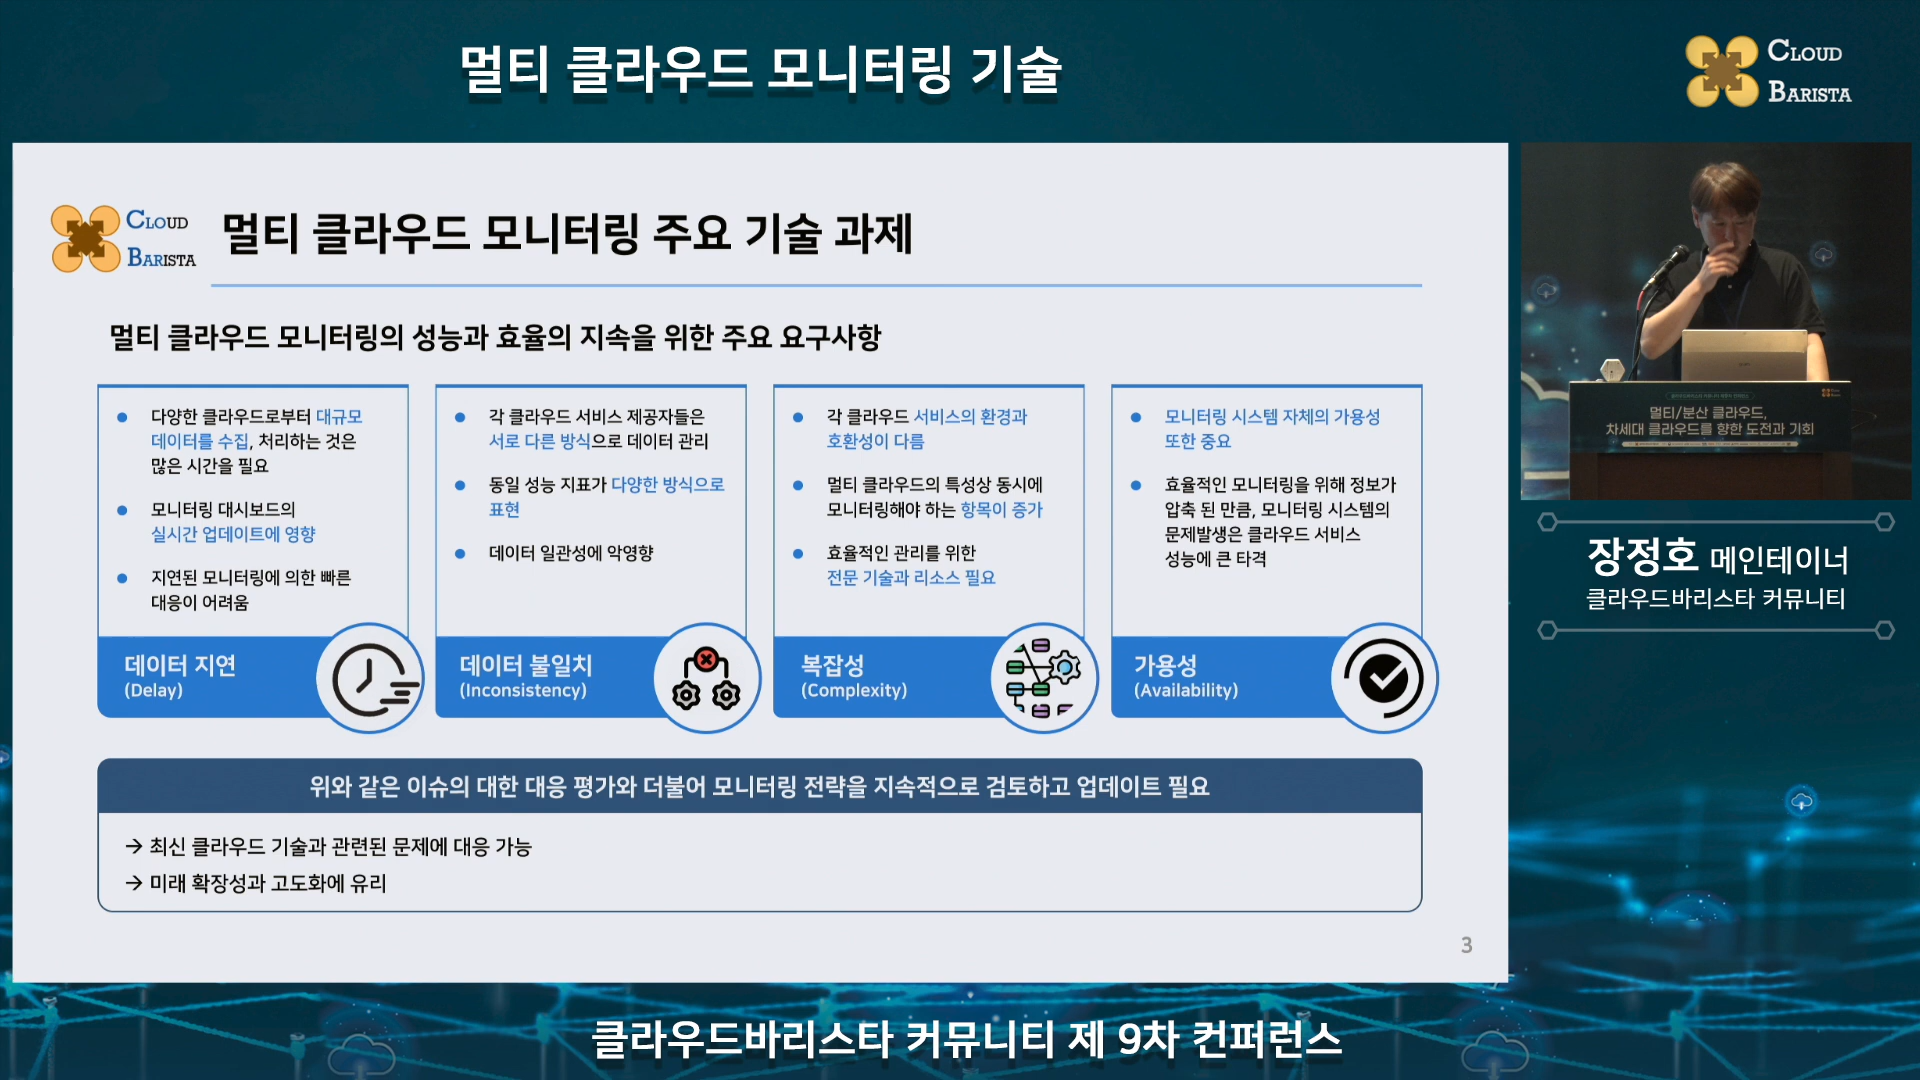 멀티 클라우드 모니터링 기술
CLOUD
BARISTA
CLOUD
BARISTA
멀티 클라우드 모니터링 주요 기술 과제
멀티 클라우드 모니터링의 성능과 효율의 지속을 위한 주요 요구사항
다양한 클라우드로부터 대규모
데이터를 수집, 처리하는 것은
많은 시간을 필요
모니터링 대시보드의
실시간 업데이트에 영향
지연된 모니터링에 의한 빠른
대응이 어려움
데이터 지연
(Delay)
각 클라우드 서비스 제공자들은
서로 다른 방식으로 데이터 관리
동일 성능 지표가 다양한 방식으로
표현
데이터 일관성에 악영향
데이터 불일치
(Inconsistency)
각 클라우드 서비스의 환경과
호환성이 다름
멀티 클라우드의 특성상 동시에
모니터링해야 하는 항목이 증가
효율적인 관리를 위한
전문 기술과 리소스 필요
복잡성
(Complexity)
모니터링 시스템 자체의 가용성
또한 중요
효율적인 모니터링을 위해 정보가
압축 된 만큼, 모니터링 시스템의
문제발생은 클라우드 서비스
성능에 큰 타격
가용성
(Availability)
위와 같은 이슈의 대한 대응 평가와 더불어 모니터링 전략을 지속적으로 검토하고 업데이트 필요
→ 최신 클라우드 기술과 관련된 문제에 대응 가능
→ 미래 확장성과 고도화에 유리
3
멀티/분산 클라우드,
차세대 클라우드를 향한 도전과 기회
장정호 메인테이너
클라우드바리스타 커뮤니티
클라우드바리스타 커뮤니티 제 9차 컨퍼런스